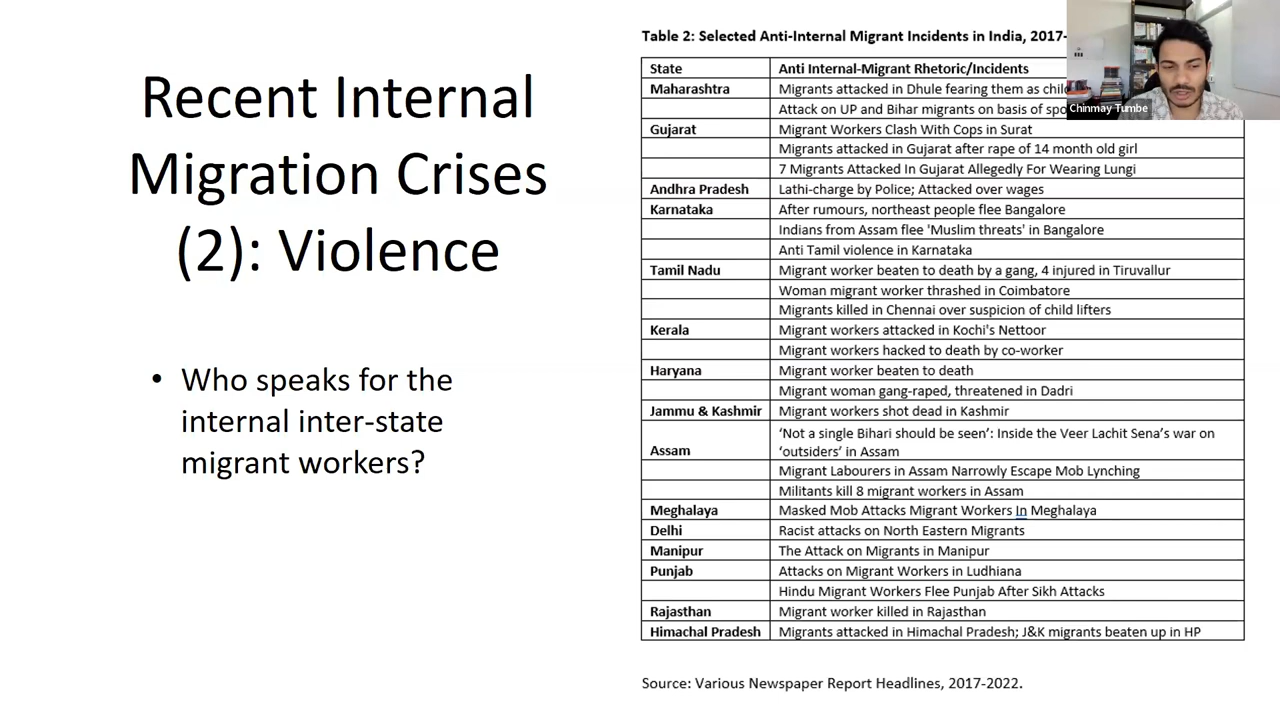 Recent Internal
Migration Crises
(2): Violence
• Who speaks for the
internal inter-state
migrant workers?
Table 2: Selected Anti-Internal Migrant Incidents in India, 2017-
State Anti Internal-Migrant Rhetoric/Incidents
Maharashtra Migrants attacked in Dhule fearing them as
Attack on UP and Bihar migrants on basis of
Gujarat Migrant Workers Clash With Cops in Surat
Migrants attacked in Gujarat after rape of 14 month old girl
7 Migrants Attacked In Gujarat Allegedly For Wearing Lungi
Andhra Pradesh Lathi-charge by Police; Attacked over wages
Karnataka After rumours, northeast people flee Bangalore
Indians from Assam flee 'Muslim threats' in Bangalore
Anti Tamil violence in Karnataka
Tamil Nadu Migrant worker beaten to death by a gang, 4 injured in Tiruvallur
Woman migrant worker thrashed in Coimbatore
Migrants killed in Chennai over suspicion of child lifters
Kerala Migrant workers attacked in Kochi's Nettoor
Migrant workers hacked to death by co-worker
Haryana Migrant worker beaten to death
Migrant woman gang-raped, threatened in Dadri
Jammu & Kashmir Migrant workers shot dead in Kashmir
Assam ‘Not a single Bihari should be seen’: Inside the Veer Lachit Sena’s war on
‘outsiders’ in Assam
Migrant Labourers in Assam Narrowly Escape Mob Lynching
Militants kill 8 migrant workers in Assam
Meghalaya Masked Mob Attacks Migrant Workers In Meghalaya
Delhi Racist attacks on North Eastern Migrants
Manipur The Attack on Migrants in Manipur
Punjab Attacks on Migrant Workers in Ludhiana
Hindu Migrant Workers Flee Punjab After Sikh Attacks
Rajasthan Migrant worker killed in Rajasthan
Himachal Pradesh Migrants attacked in Himachal Pradesh; J&K migrants beaten up in HP
Source: Various Newspaper Report Headlines, 2017-2022.
Chinmay Tumbe